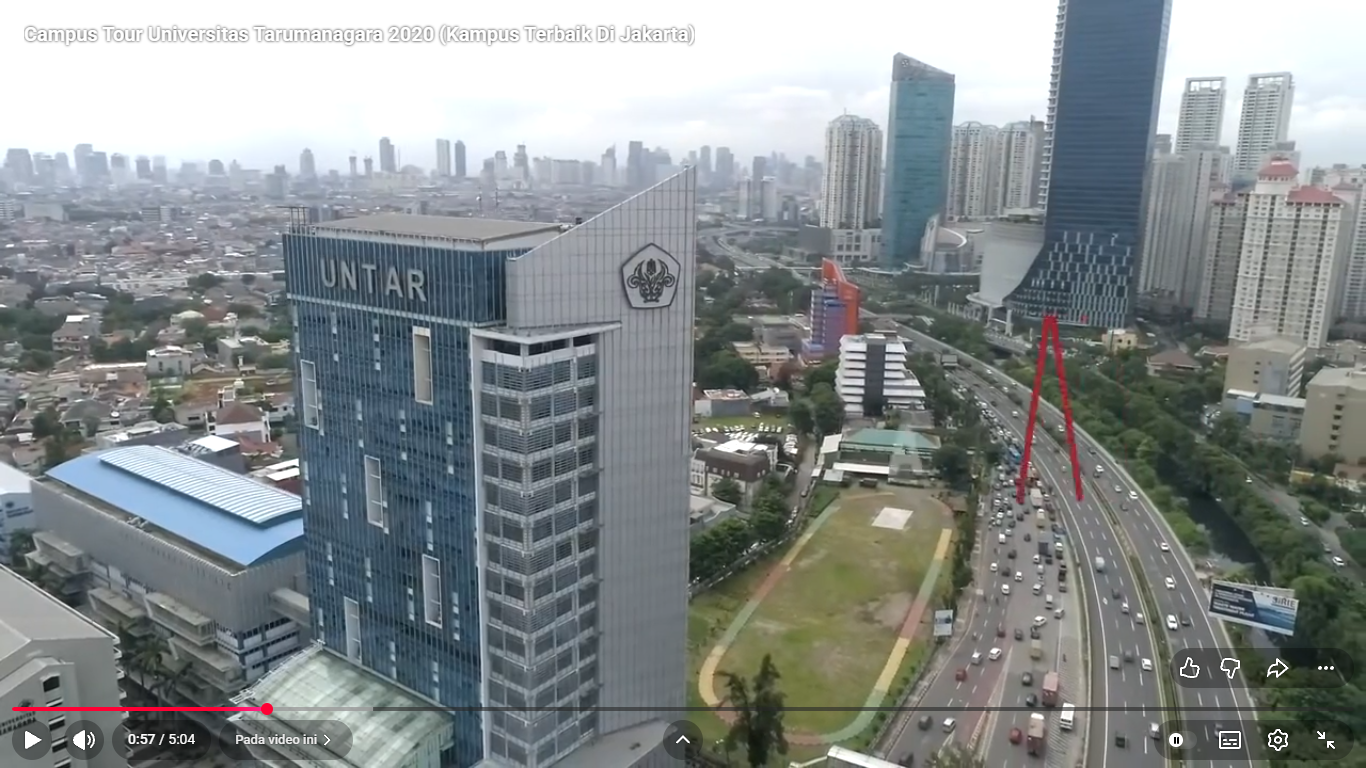 Campus Tour Universitas Tarumanagara 2020 (Kampus Terbaik Di Jakarta)
UNTAR
0:57 / 5:04
Pada video ini